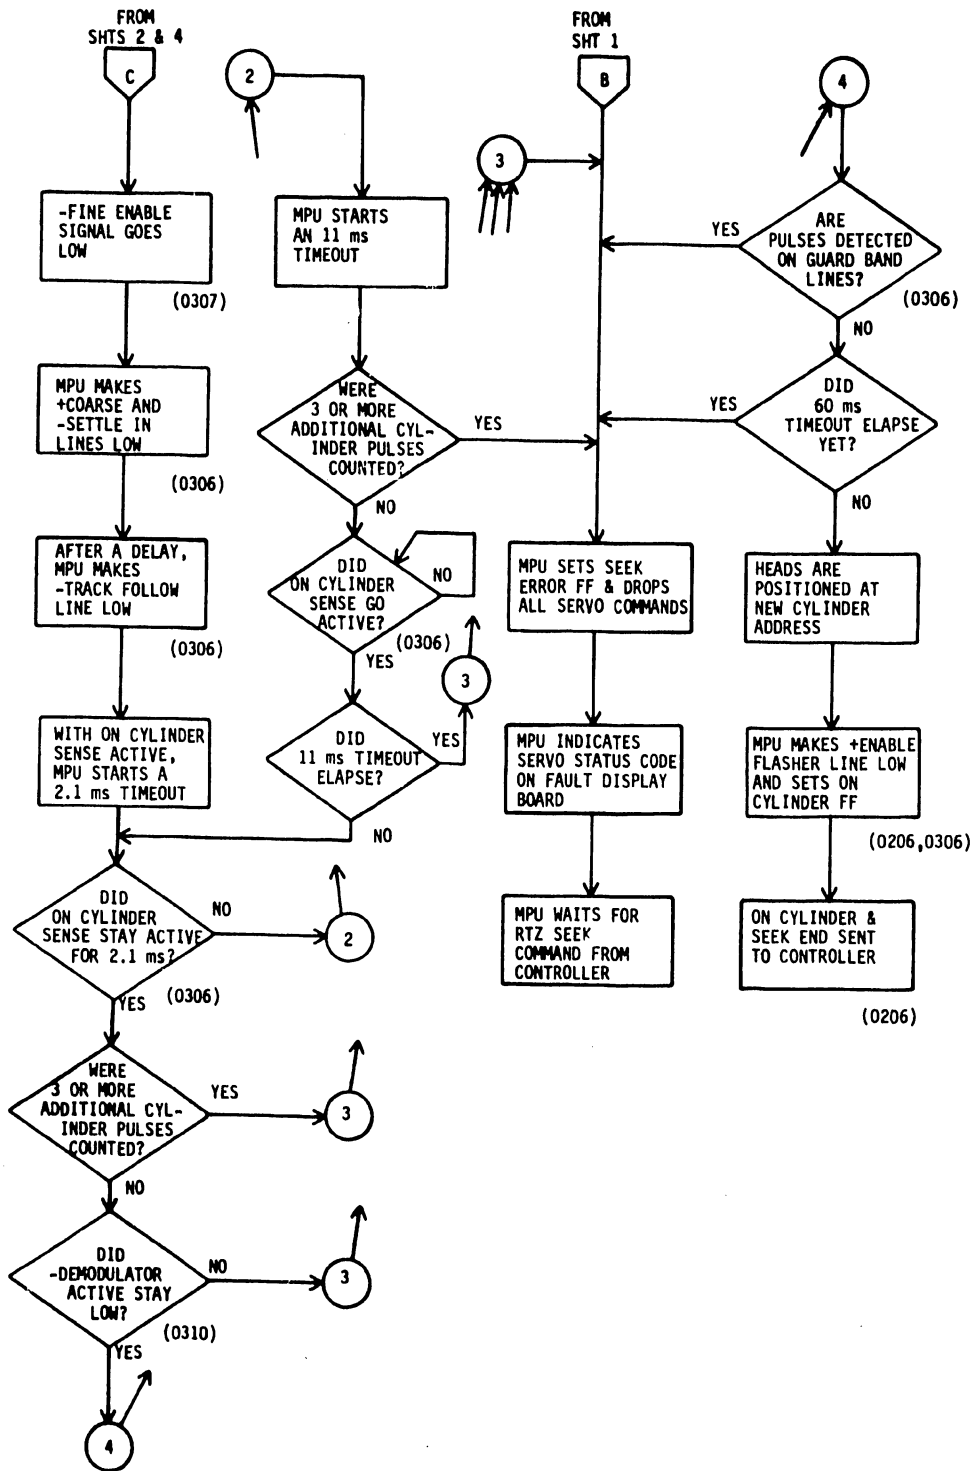 FROM
SHTS 2 & 4
C
-FINE ENABLE
SIGNAL GOES
LOW
(0307)
MPU MAKES
+COARSE AND
-SETTLE IN
LINES LOW
(0306)
AFTER A DELAY,
MPU MAKES
-TRACK FOLLOW
LINE LOW
(0306)
WITH ON CYLINDER
SENSE ACTIVE,
MPU STARTS A
2.1 ms TIMEOUT
DID
ON CYLINDER
SENSE STAY ACTIVE
FOR 2.1 ms?
NO
2
(0306)
YES
WERE
3 OR MORE
ADDITIONAL CYL-
INDER PULSES
COUNTED?
YES
3
NO
DID
-DEMODULATOR
ACTIVE STAY
LOW?
NO
3
(0310)
YES
4
2
MPU STARTS
AN 11 ms
TIMEOUT
WERE
3 OR MORE
ADDITIONAL CYL-
INDER PULSES
COUNTED?
YES
NO
DID
ON CYLINDER
SENSE GO
ACTIVE?
NO
(0306)
YES
DID
11 ms TIMEOUT
ELAPSE?
YES
3
NO
FROM
SHT 1
B
3
MPU SETS SEEK
ERROR FF & DROPS
ALL SERVO COMMANDS
MPU INDICATES
SERVO STATUS CODE
ON FAULT DISPLAY
BOARD
MPU WAITS FOR
RTZ SEEK
COMMAND FROM
CONTROLLER
4
ARE
PULSES DETECTED
ON GUARD BAND
LINES?
YES
(0306)
NO
DID
60 ms
TIMEOUT ELAPSE
YET?
YES
NO
HEADS ARE
POSITIONED AT
NEW CYLINDER
ADDRESS
MPU MAKES +ENABLE
FLASHER LINE LOW
AND SETS ON
CYLINDER FF
(0206,0306)
ON CYLINDER &
SEEK END SENT
TO CONTROLLER
(0206)